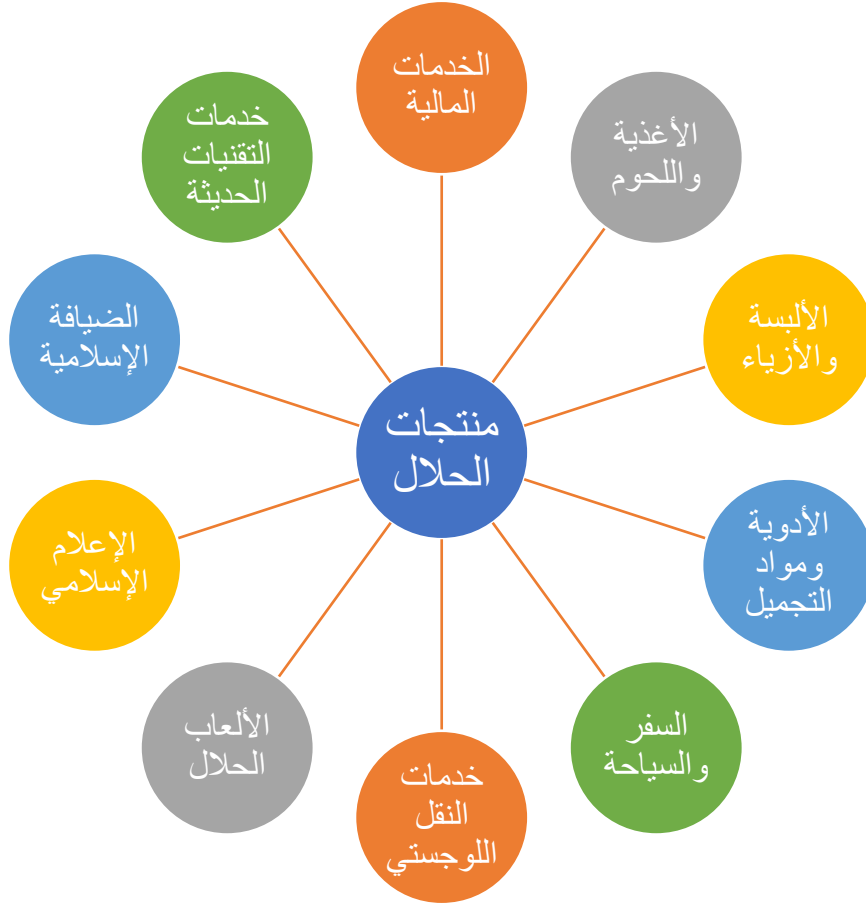 الخدمات
المالية
الأغذية
واللحوم
الألبسة
والأزياء
الأدوية
ومواد
التجميل
السفر
والسياحة
خدمات
النقل
اللوجستي
الألعاب
الحلال
الإعلام
الإسلامي
الضيافة
الإسلامية
خدمات
التقنيات
الحديثة
منتجات
الحلال